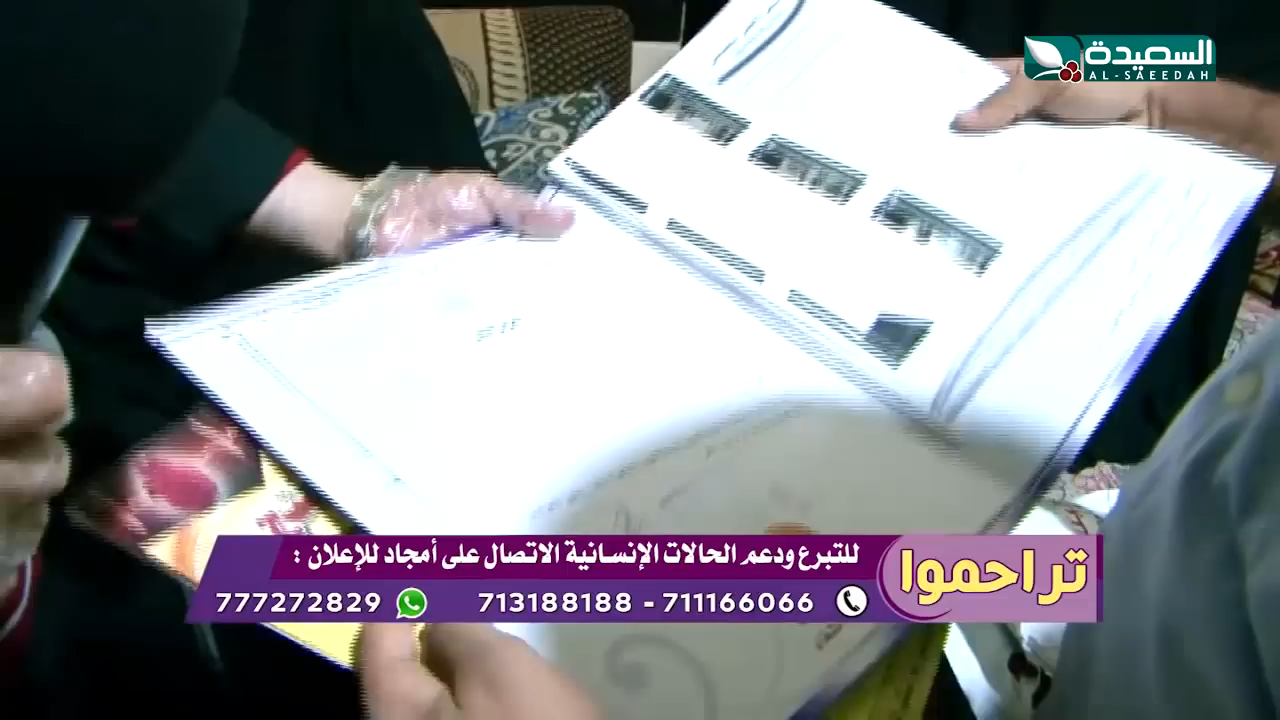 السعيدة
AL-SAEEDAH
تراحموا
للتبرع ودعم الحالات الإنسانية الاتصال على أمجاد للإعلان :
711166066 - 713188188
777272829